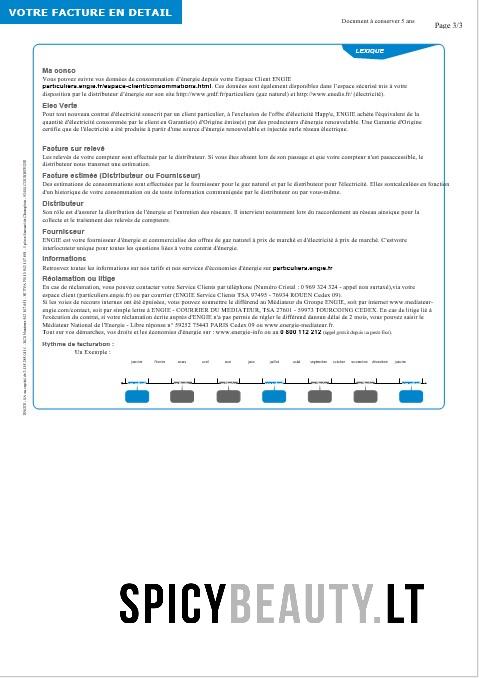 VOTRE FACTURE EN DETAIL
Document à conserver 5 ans
Page 3/3
LEXIQUE
Ma conso
Vous pouvez suivre vos données de consommation d'énergie depuis votre Espace Client ENGIE
particuliers.engie.fr/espace-client/consommations.html. Ces données sont également disponibles dans l'espace sécurisé mis à votre
disposition par le distributeur d'énergie sur son site http://www.grdf.fr/particuliers (gaz naturel) et http://www.enedis.fr/ (électricité).
Elec Verte
Pour tout nouveau contrat d'électricité souscrit par un client particulier, à l'exclusion de l'offre d'électricité Happ'e, ENGIE achète l'équivalent de la
quantité d'électricité consommée par le client en Garantie(s) d'Origine émise(s) par des producteurs d'énergie renouvelable. Une Garantie d'Origine
certifie que de l'électricité a été produite à partir d'une source d'énergie renouvelable et injectée sur le réseau électrique.
Facture sur relevé
Les relevés de votre compteur sont effectués par le distributeur. Si vous êtes absent lors de son passage et que votre compteur n'est pas accessible, le
distributeur nous transmet une estimation.
Facture estimée (Distributeur ou Fournisseur)
Des estimations de consommations sont effectuées par le fournisseur pour le gaz naturel et par le distributeur pour l'électricité. Elles sont calculées en fonction
d'un historique de votre consommation ou de toute information communiquée par le distributeur ou par vous-même.
Distributeur
Son rôle est d'assurer la distribution de l'énergie et l'entretien des réseaux. Il intervient notamment lors du raccordement au réseau ainsi que pour la
collecte et le traitement des relevés de compteurs.
Fournisseur
ENGIE est votre fournisseur d'énergie et commercialise des offres de gaz naturel à prix de marché et d'électricité à prix de marché. C'est votre
interlocuteur unique pour toutes les questions liées à votre contrat d'énergie.
Informations
Retrouvez toutes les informations sur nos tarifs et nos services d'économies d'énergie sur particuliers.engie.fr
Réclamation ou litige
En cas de réclamation, vous pouvez contacter votre Service Clients par téléphone (Numéro Cristal : 0 969 324 324 - appel non surtaxé), via votre
espace client (particuliers.engie.fr) ou par courrier (ENGIE Service Clients TSA 97495 - 76934 ROUEN Cedex 09).
Si les voies de recours internes ont été épuisées, vous pouvez soumettre le différend au Médiateur du Groupe ENGIE, soit par internet www.mediateur-
engie.com/contact, soit par simple lettre à ENGIE - COURRIER DU MEDIATEUR, TSA 27601 - 59973 TOURCOING CEDEX. En cas de litige lié à
l'exécution du contrat, si votre réclamation écrite auprès d'ENGIE n'a pas permis de régler le différend dans un délai de 2 mois, vous pouvez saisir le
Médiateur National de l'Energie - Libre réponse n° 59252 75443 PARIS Cedex 09 ou www.energie-mediateur.fr.
Tout sur vos démarches, vos droits et les économies d'énergie sur : www.energie-info ou au 0 800 112 212 (appel gratuit depuis un poste fixe).
Rythme de facturation :
Un Exemple :
janvier février mars avril mai juin juillet août septembre octobre novembre décembre janvier
SPICYBEAUTY.LT